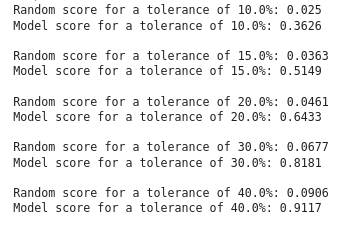 Random score for a tolerance of 10.0%: 0.025
Model score for a tolerance of 10.0%: 0.3626
Random score for a tolerance of 15.0%: 0.0363
Model score for a tolerance of 15.0%: 0.5149
Random score for a tolerance of 20.0%: 0.0461
Model score for a tolerance of 20.0%: 0.6433
Random score for a tolerance of 30.0%: 0.0677
Model score for a tolerance of 30.0%: 0.8181
Random score for a tolerance of 40.0%: 0.0906
Model score for a tolerance of 40.0%: 0.9117